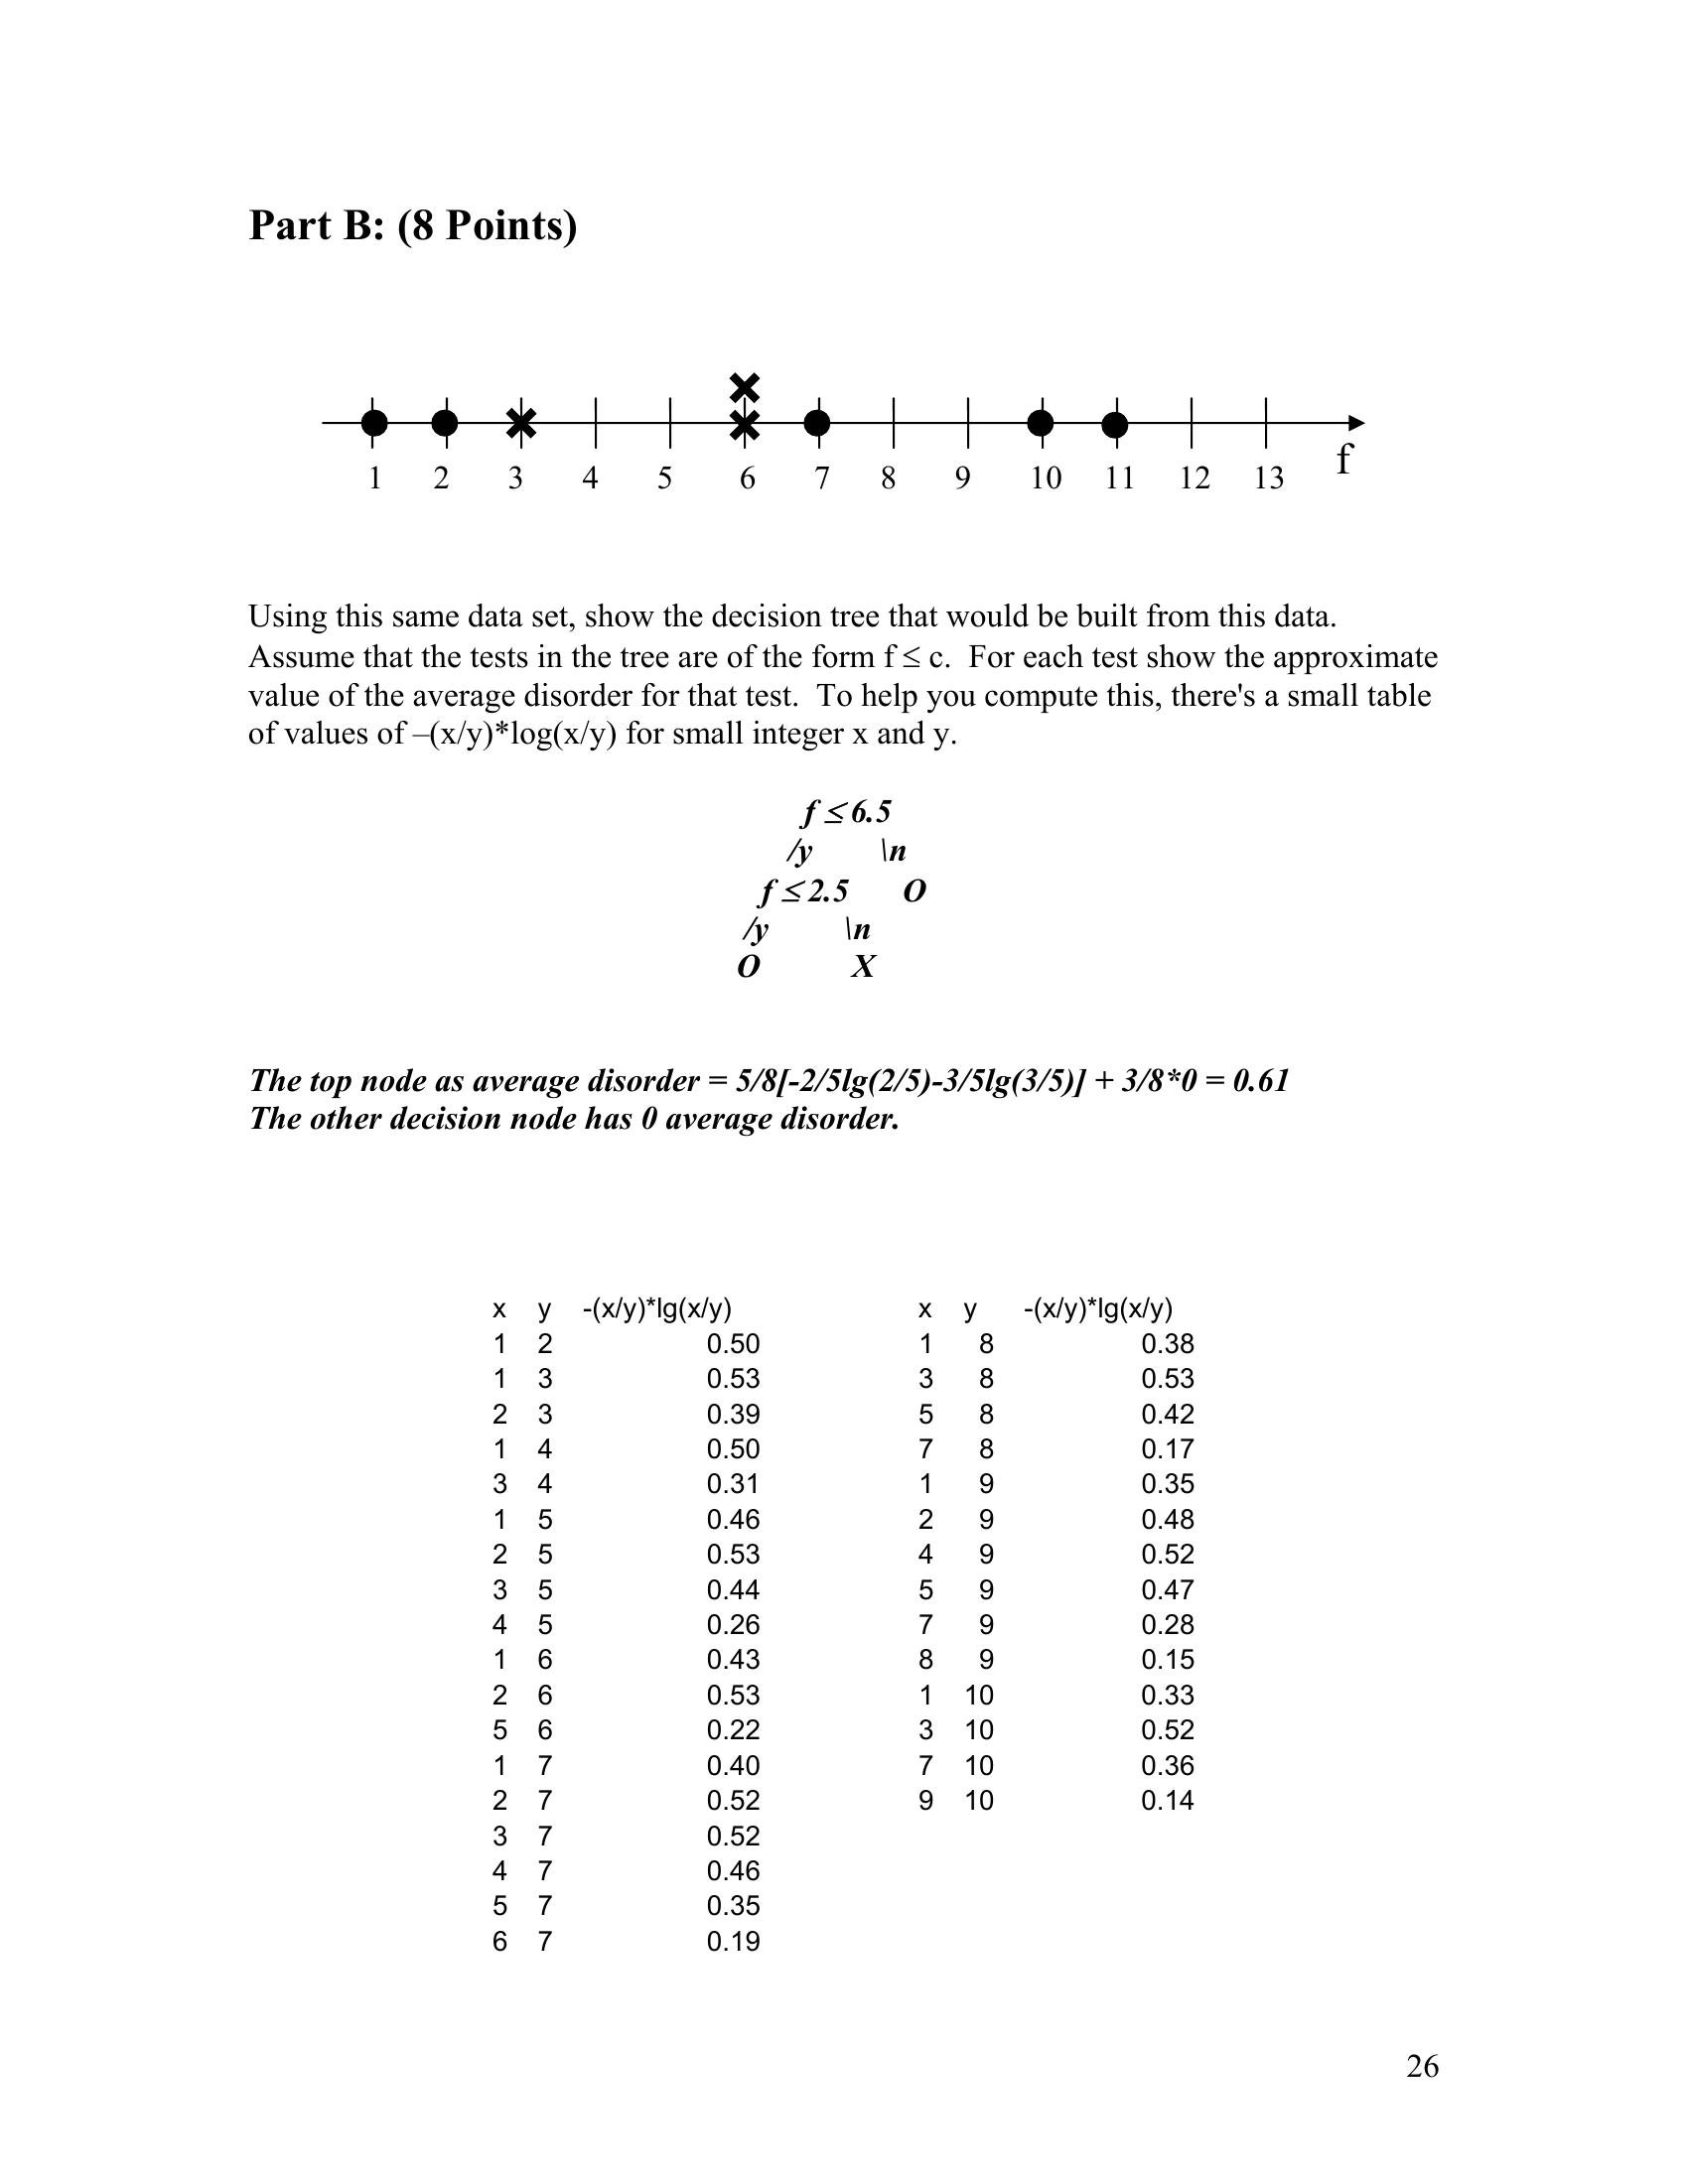 Part B: (8 Points)
1 2 3 4 5 6 7 8 9 10 11 12 13 f
Using this same data set, show the decision tree that would be built from this data.
Assume that the tests in the tree are of the form f ≤ c. For each test show the approximate
value of the average disorder for that test. To help you compute this, there's a small table
of values of –(x/y)*log(x/y) for small integer x and y.
f ≤ 6.5
/y \n
f ≤ 2.5 O
/y \n
O X
The top node as average disorder = 5/8[-2/5lg(2/5)-3/5lg(3/5)] + 3/8*0 = 0.61
The other decision node has 0 average disorder.
x y -(x/y)*lg(x/y) x y -(x/y)*lg(x/y)
1 2 0.50 1 8 0.38
1 3 0.53 3 8 0.53
2 3 0.39 5 8 0.42
1 4 0.50 7 8 0.17
3 4 0.31 1 9 0.35
1 5 0.46 2 9 0.48
2 5 0.53 4 9 0.52
3 5 0.44 5 9 0.47
4 5 0.26 7 9 0.28
1 6 0.43 8 9 0.15
2 6 0.53 1 10 0.33
5 6 0.22 3 10 0.52
1 7 0.40 7 10 0.36
2 7 0.52 9 10 0.14
3 7 0.52
4 7 0.46
5 7 0.35
6 7 0.19
26